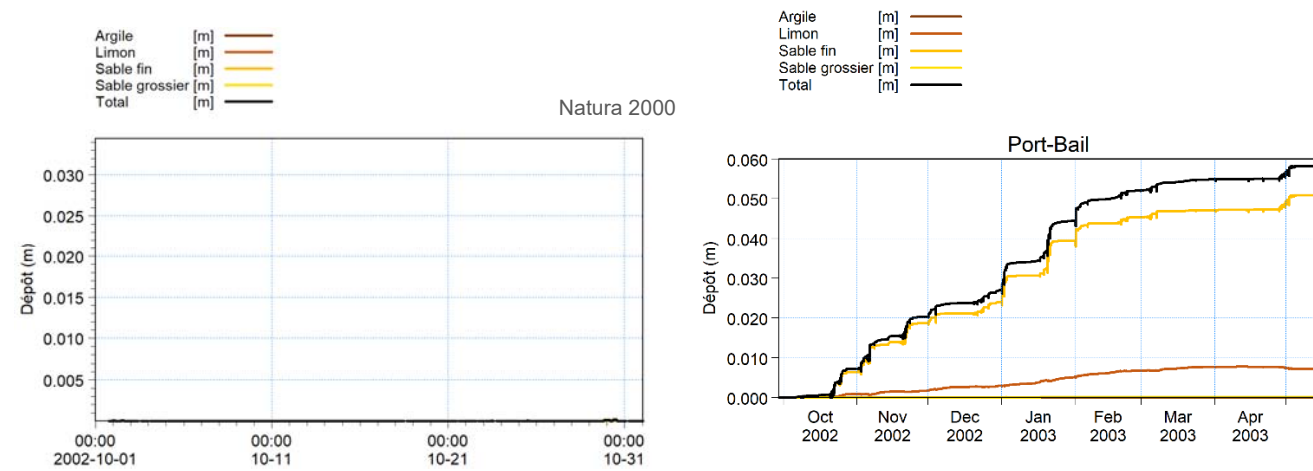 Argile [m]
Limon [m]
Sable fin [m]
Sable grossier [m]
Total [m]
Natura 2000
Dépôt (m)
0.030
0.025
0.020
0.015
0.010
0.005
00:00 00:00 00:00 00:00
2002-10-01 10-11 10-21 10-31
Argile [m]
Limon [m]
Sable fin [m]
Sable grossier [m]
Total [m]
Port-Bail
Dépôt (m)
0.060
0.050
0.040
0.030
0.020
0.010
0.000
Oct Nov Dec Jan Feb Mar Apr
2002 2002 2002 2003 2003 2003 2003